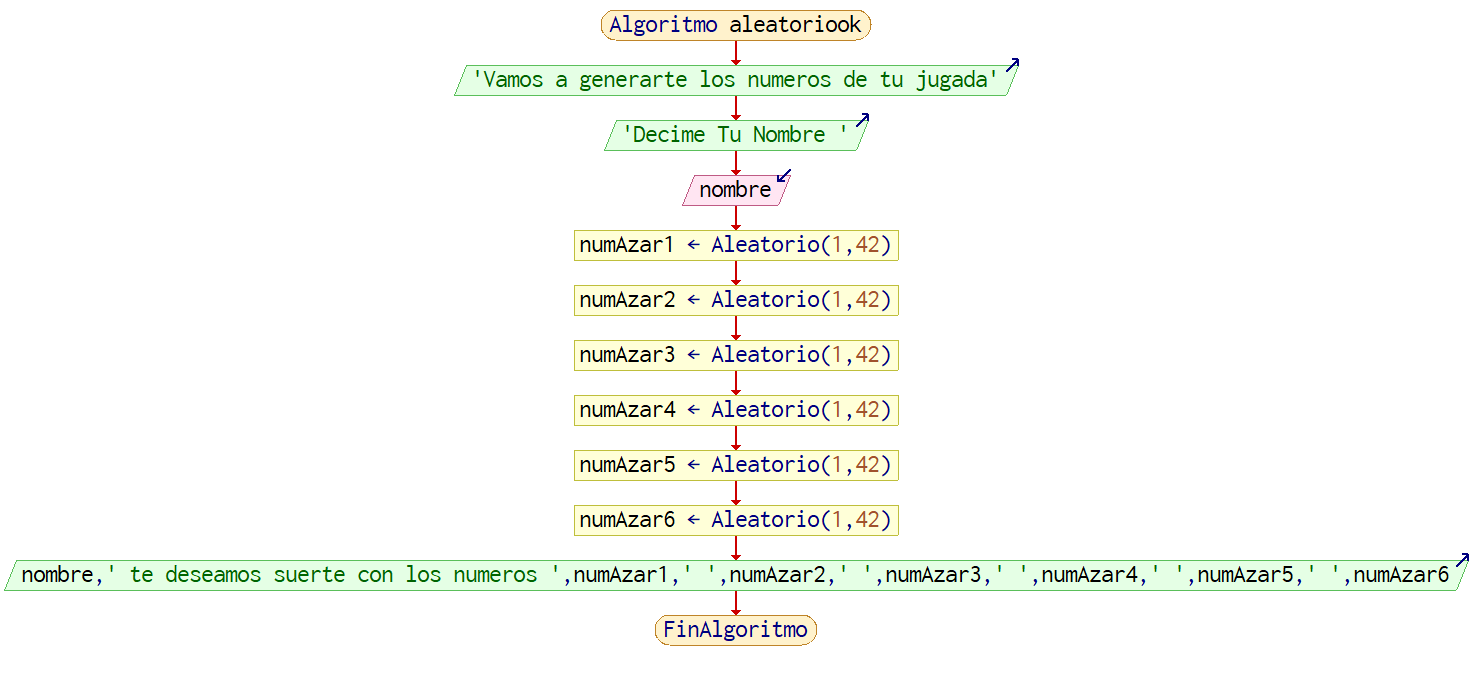 Algoritmo aleatoriook
'Vamos a generarte los numeros de tu jugada'
'Decime Tu Nombre '
nombre
numAzar1 ← Aleatorio(1,42)
numAzar2 ← Aleatorio(1,42)
numAzar3 ← Aleatorio(1,42)
numAzar4 ← Aleatorio(1,42)
numAzar5 ← Aleatorio(1,42)
numAzar6 ← Aleatorio(1,42)
nombre,' te deseamos suerte con los numeros ',numAzar1,' ',numAzar2,' ',numAzar3,' ',numAzar4,' ',numAzar5,' ',numAzar6
FinAlgoritmo